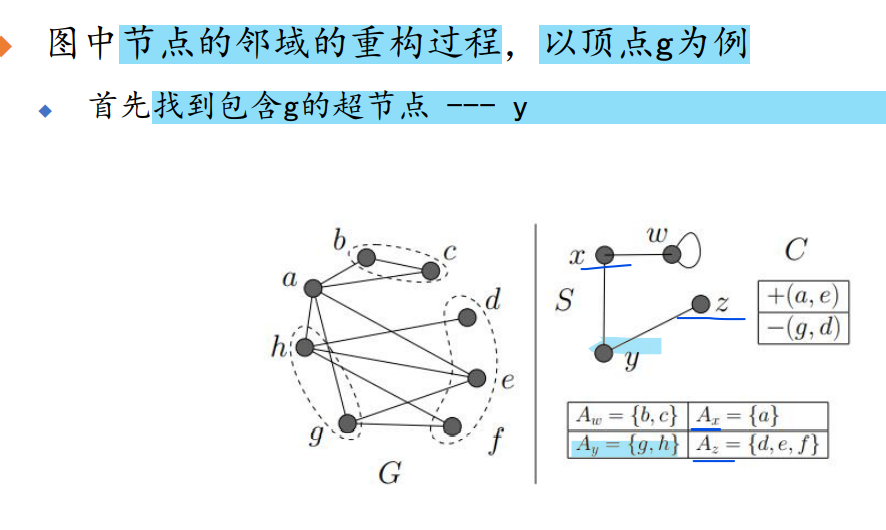 图中节点的邻域的重构过程，以顶点g为例
首先找到包含g的超节点 --- y
b
c
a
d
h
e
g
f
G
x
w
C
S
z
y
+(a, e)
−(g, d)
A_w = {b, c} A_x = {a}
A_y = {g, h} A_z = {d, e, f}